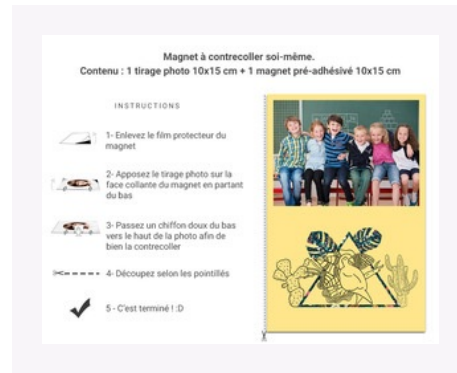 Magnet à contrecoller soi-même.
Contenu : 1 tirage photo 10x15 cm + 1 magnet pré-adhésivé 10x15 cm
INSTRUCTIONS
1- Enlevez le film protecteur du
magnet
2- Apposez le tirage photo sur la
face collante du magnet en partant
du bas
3- Passez un chiffon doux du bas
vers le haut de la photo afin de
bien la contrecoller
4- Découpez selon les pointillés
5 - C'est terminé ! :D